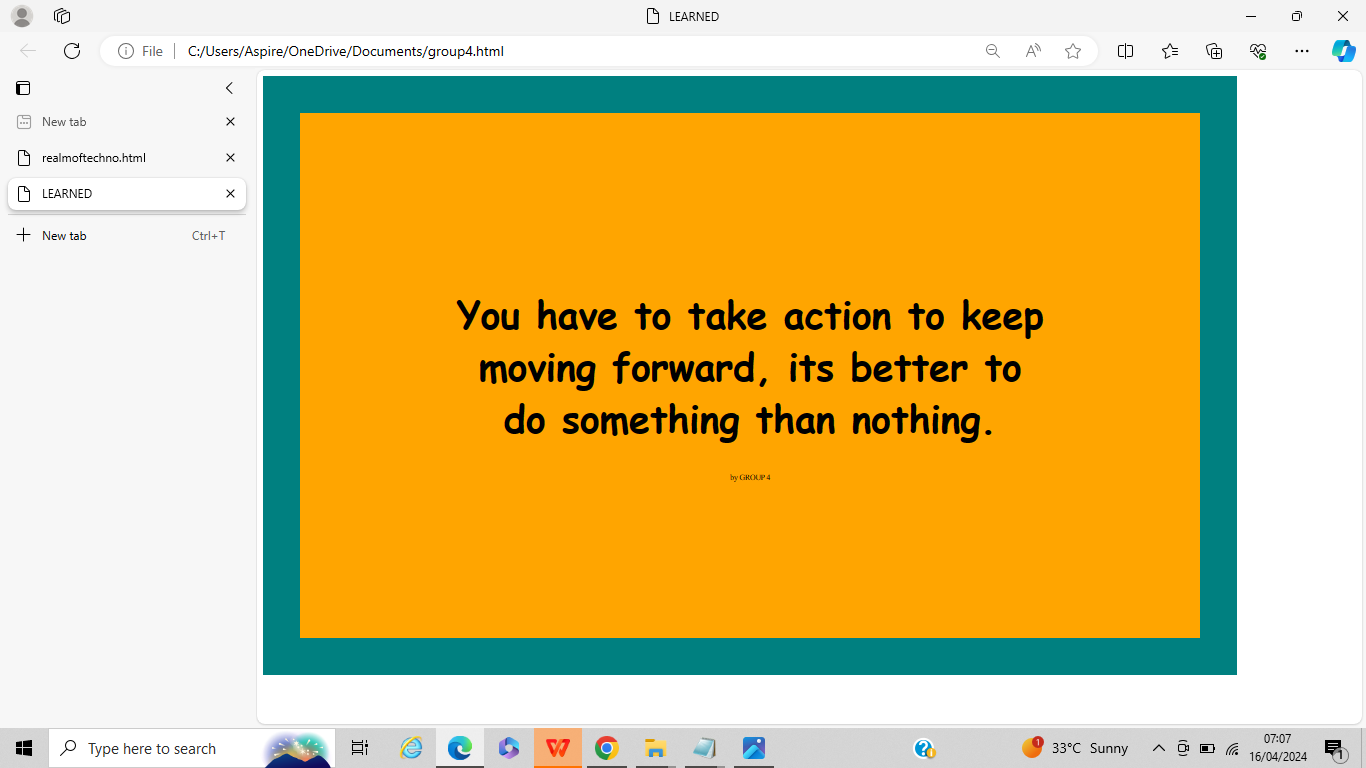 LEARNED
File
C:/Users/Aspire/OneDrive/Documents/group4.html
New tab
realmoftechno.html
LEARNED
New tab Ctrl+T
You have to take action to keep
moving forward, its better to
do something than nothing.
by GROUP 4
Type here to search
1
33°C Sunny
07:07
16/04/2024
1